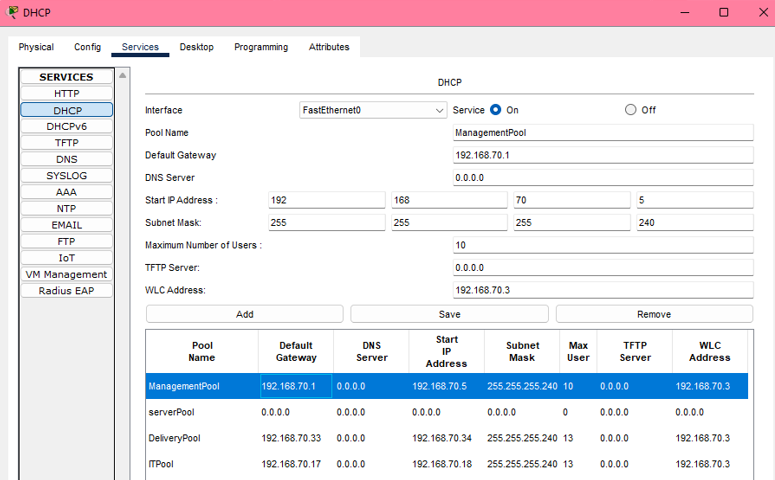 DHCP
Physical Config Services Desktop Programming Attributes
SERVICES
HTTP
DHCP
DHCPv6
TFTP
DNS
SYSLOG
AAA
NTP
EMAIL
FTP
IoT
VM Management
Radius EAP
DHCP
Interface FastEthernet0 Service On Off
Pool Name ManagementPool
Default Gateway 192.168.70.1
DNS Server 0.0.0.0
Start IP Address : 192 168 70 5
Subnet Mask: 255 255 255 240
Maximum Number of Users : 10
TFTP Server: 0.0.0.0
WLC Address: 192.168.70.3
Add Save Remove
Pool Name Default Gateway DNS Server Start IP Address Subnet Mask Max User TFTP Server WLC Address
ManagementPool 192.168.70.1 0.0.0.0 192.168.70.5 255.255.255.240 10 0.0.0.0 192.168.70.3
serverPool 0.0.0.0 0.0.0.0 0.0.0.0 0.0.0.0 0 0.0.0.0 0.0.0.0
DeliveryPool 192.168.70.33 0.0.0.0 192.168.70.34 255.255.255.240 13 0.0.0.0 192.168.70.3
ITPool 192.168.70.17 0.0.0.0 192.168.70.18 255.255.255.240 13 0.0.0.0 192.168.70.3